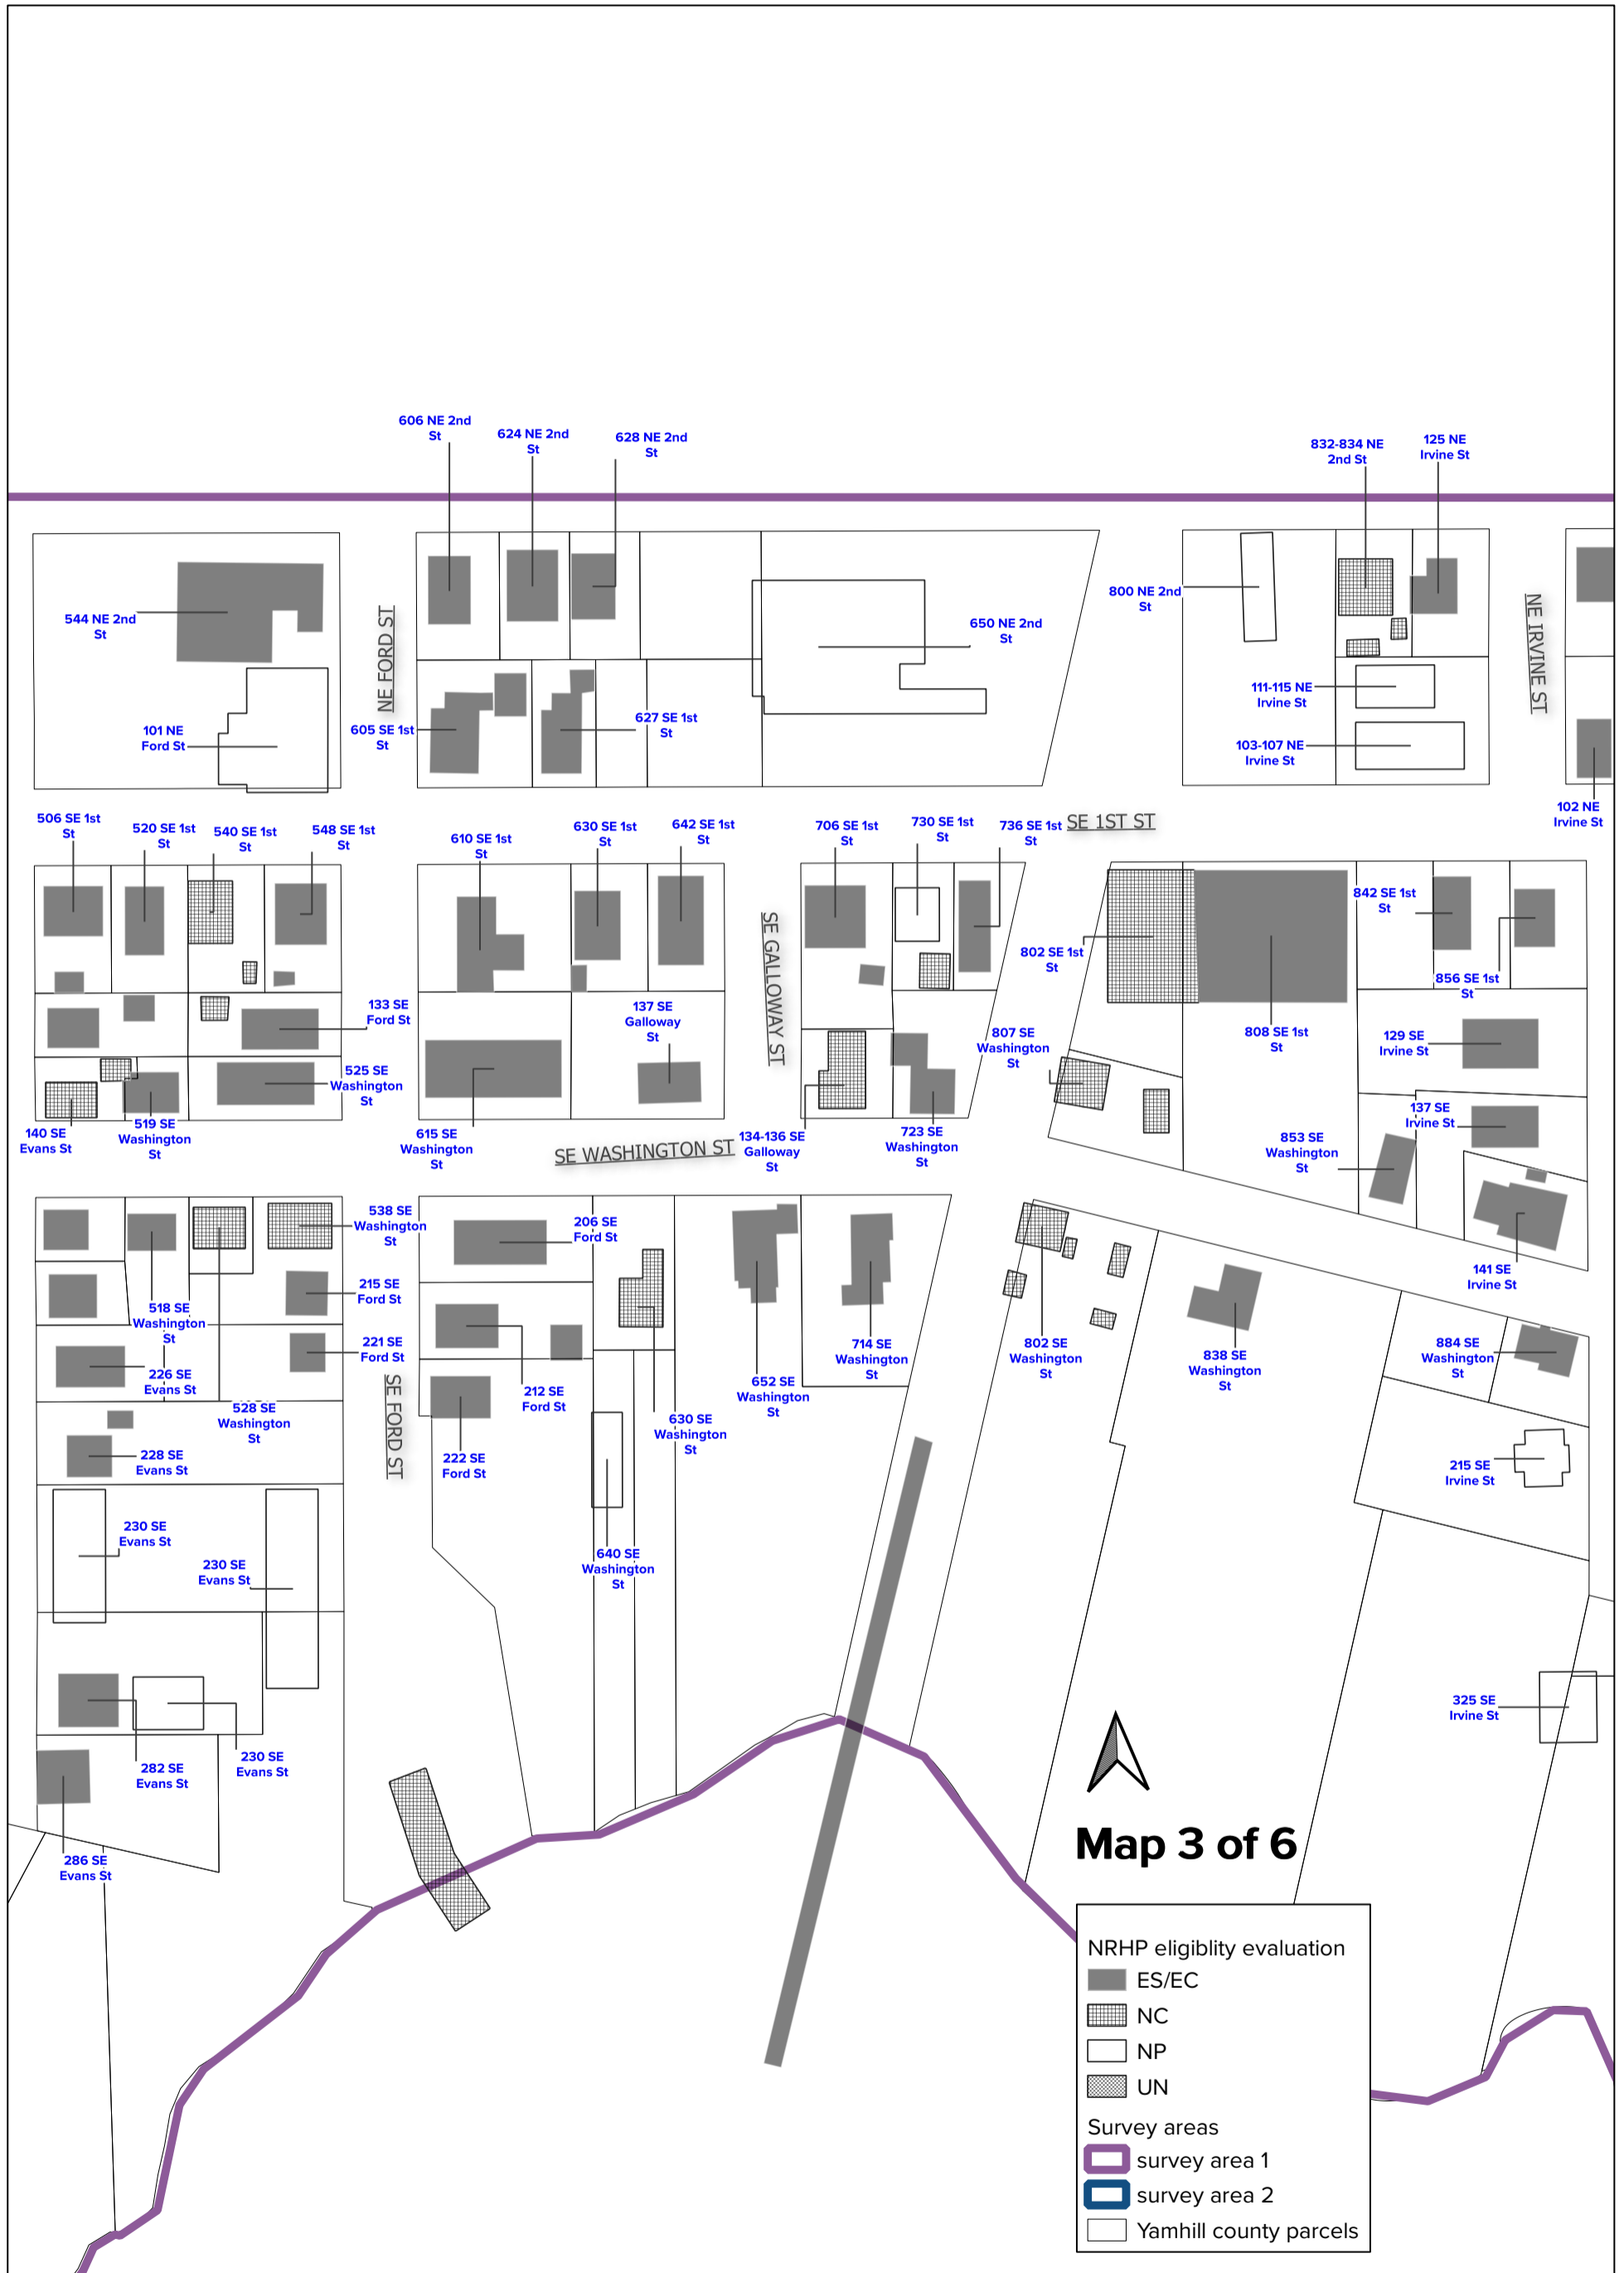 606 NE 2nd
St
624 NE 2nd
St
628 NE 2nd
St
832-834 NE
2nd St
125 NE
Irvine St
544 NE 2nd
St
NE FORD ST
650 NE 2nd
St
800 NE 2nd
St
NE IRVINE ST
111-115 NE
Irvine St
101 NE
Ford St
605 SE 1st
St
627 SE 1st
St
103-107 NE
Irvine St
102 NE
Irvine St
506 SE 1st
St
520 SE 1st
St
540 SE 1st
St
548 SE 1st
St
610 SE 1st
St
630 SE 1st
St
642 SE 1st
St
706 SE 1st
St
730 SE 1st
St
736 SE 1st
St
SE 1ST ST
842 SE 1st
St
SE GALLOWAY ST
802 SE 1st
St
856 SE 1st
St
133 SE
Ford St
137 SE
Galloway
St
807 SE
Washington
St
808 SE 1st
St
129 SE
Irvine St
525 SE
Washington
St
140 SE
Evans St
519 SE
Washington
St
615 SE
Washington
St
SE WASHINGTON ST
134-136 SE
Galloway
St
723 SE
Washington
St
137 SE
Irvine St
853 SE
Washington
St
141 SE
Irvine St
538 SE
Washington
St
206 SE
Ford St
215 SE
Ford St
518 SE
Washington
St
221 SE
Ford St
226 SE
Evans St
528 SE
Washington
St
SE FORD ST
212 SE
Ford St
222 SE
Ford St
630 SE
Washington
St
652 SE
Washington
St
714 SE
Washington
St
802 SE
Washington
St
838 SE
Washington
St
884 SE
Washington
St
228 SE
Evans St
215 SE
Irvine St
230 SE
Evans St
230 SE
Evans St
640 SE
Washington
St
325 SE
Irvine St
282 SE
Evans St
230 SE
Evans St
286 SE
Evans St
Map 3 of 6
NRHP eligiblity evaluation
ES/EC
NC
NP
UN
Survey areas
survey area 1
survey area 2
Yamhill county parcels